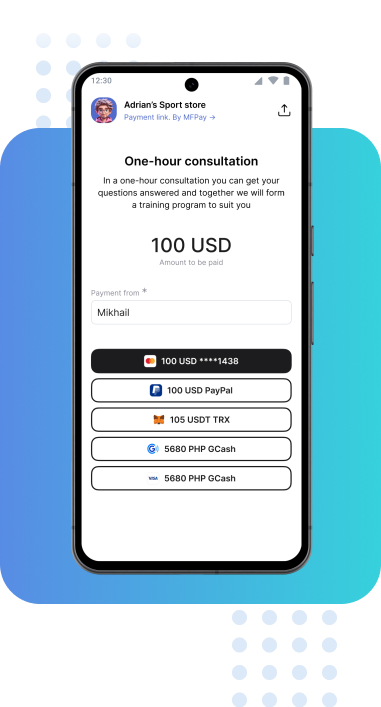 12:30
Adrian's Sport store
Payment link. By MFPay →
One-hour consultation
In a one-hour consultation you can get your
questions answered and together we will form
a training program to suit you
100 USD
Amount to be paid
Payment from *
Mikhail
100 USD ****1438
100 USD PayPal
105 USDT TRX
5680 PHP GCash
VISA 5680 PHP GCash